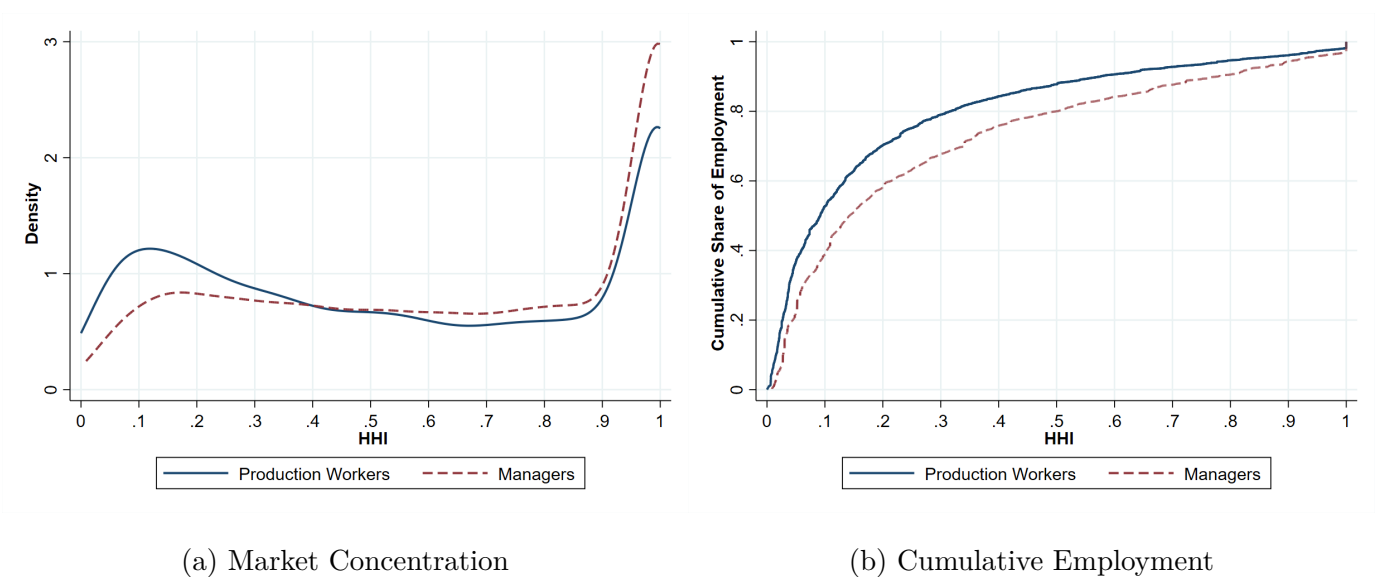 Density
3
2
1
0
0 .1 .2 .3 .4 .5 .6 .7 .8 .9 1
HHI
Production Workers Managers
(a) Market Concentration
Cumulative Share of Employment
1
.8
.6
.4
.2
0
0 .1 .2 .3 .4 .5 .6 .7 .8 .9 1
HHI
Production Workers Managers
(b) Cumulative Employment